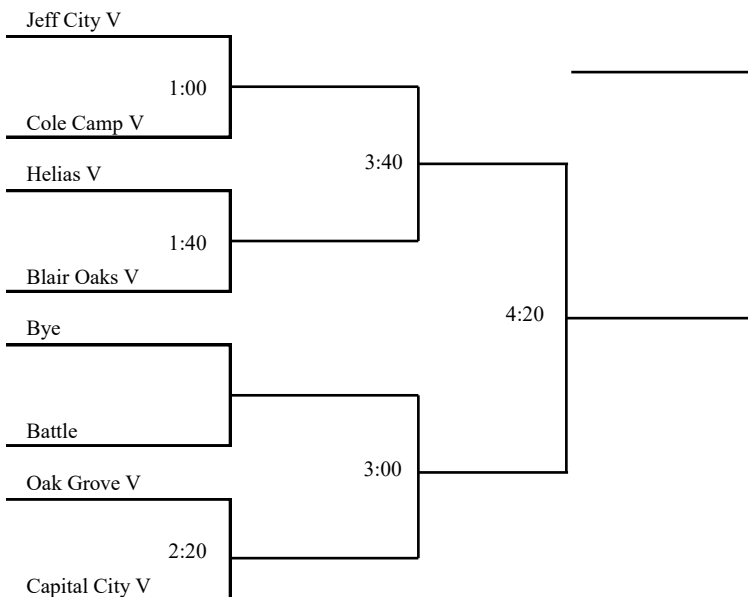 Jeff City V
1:00
Cole Camp V
3:40
Helias V
1:40
Blair Oaks V
4:20
Bye
Battle
3:00
Oak Grove V
2:20
Capital City V